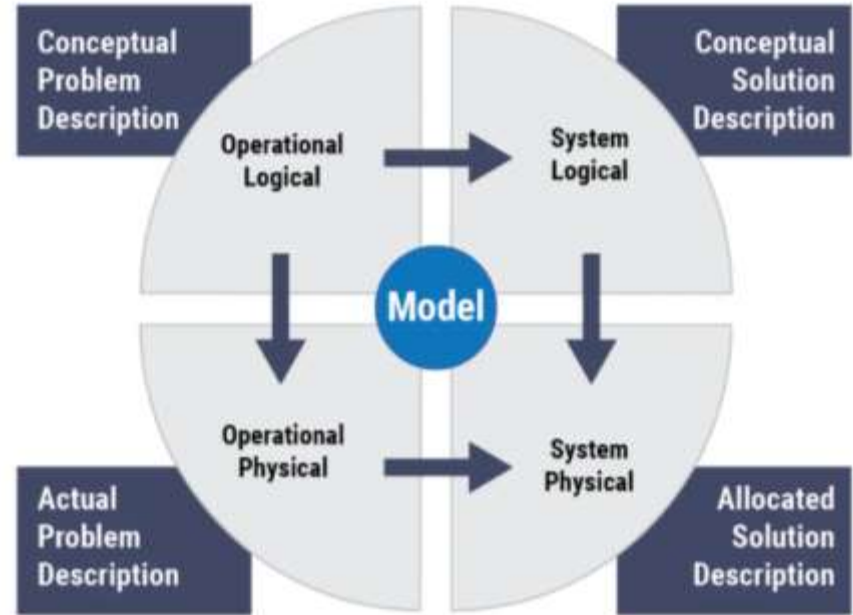 Conceptual
Problem
Description
Conceptual
Solution
Description
Operational
Logical
System
Logical
Model
Operational
Physical
System
Physical
Actual
Problem
Description
Allocated
Solution
Description